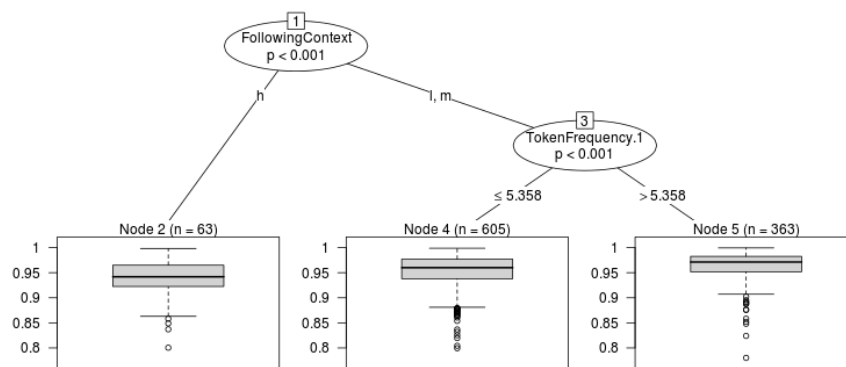 1
FollowingContext
p < 0.001
h
l, m
3
TokenFrequency.1
p < 0.001
≤ 5.358
> 5.358
Node 2 (n = 63)
1
0.95
0.9
0.85
0.8
Node 4 (n = 605)
1
0.95
0.9
0.85
0.8
Node 5 (n = 363)
1
0.95
0.9
0.85
0.8